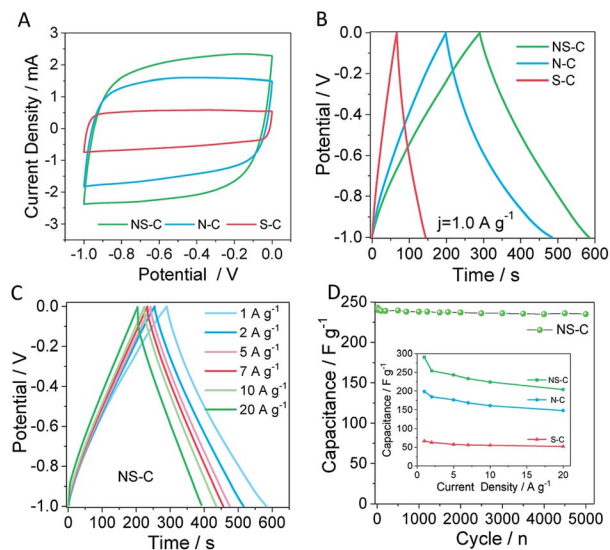 A
Current Density / mA
3
2
1
0
-1
-2
-3
NS-C N-C S-C
-1.0 -0.8 -0.6 -0.4 -0.2 0.0
Potential / V
B
Potential / V
0.0
-0.2
-0.4
-0.6
-0.8
-1.0
NS-C
N-C
S-C
j=1.0 A g⁻¹
0 100 200 300 400 500 600
Time / s
C
Potential / V
0.0
-0.2
-0.4
-0.6
-0.8
-1.0
1 A g⁻¹
2 A g⁻¹
5 A g⁻¹
7 A g⁻¹
10 A g⁻¹
20 A g⁻¹
NS-C
0 100 200 300 400 500 600
Time / s
D
Capacitance / F g⁻¹
250
200
150
100
50
0
NS-C
Capacitance / F g⁻¹
300
250
200
150
100
50
0
NS-C
N-C
S-C
0 5 10 15 20
Current Density / A g⁻¹
0 1000 2000 3000 4000 5000
Cycle / n